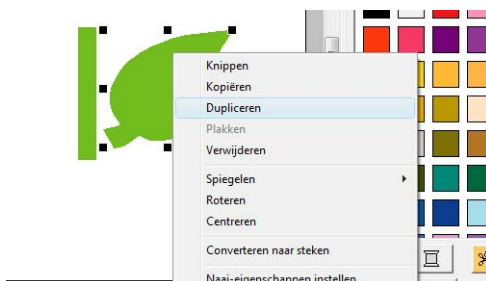 Knippen
Kopiëren
Dupliceren
Plakken
Verwijderen
Spiegelen
Roteren
Centreren
Converteren naar steken
Naai-eigenschappen instellen